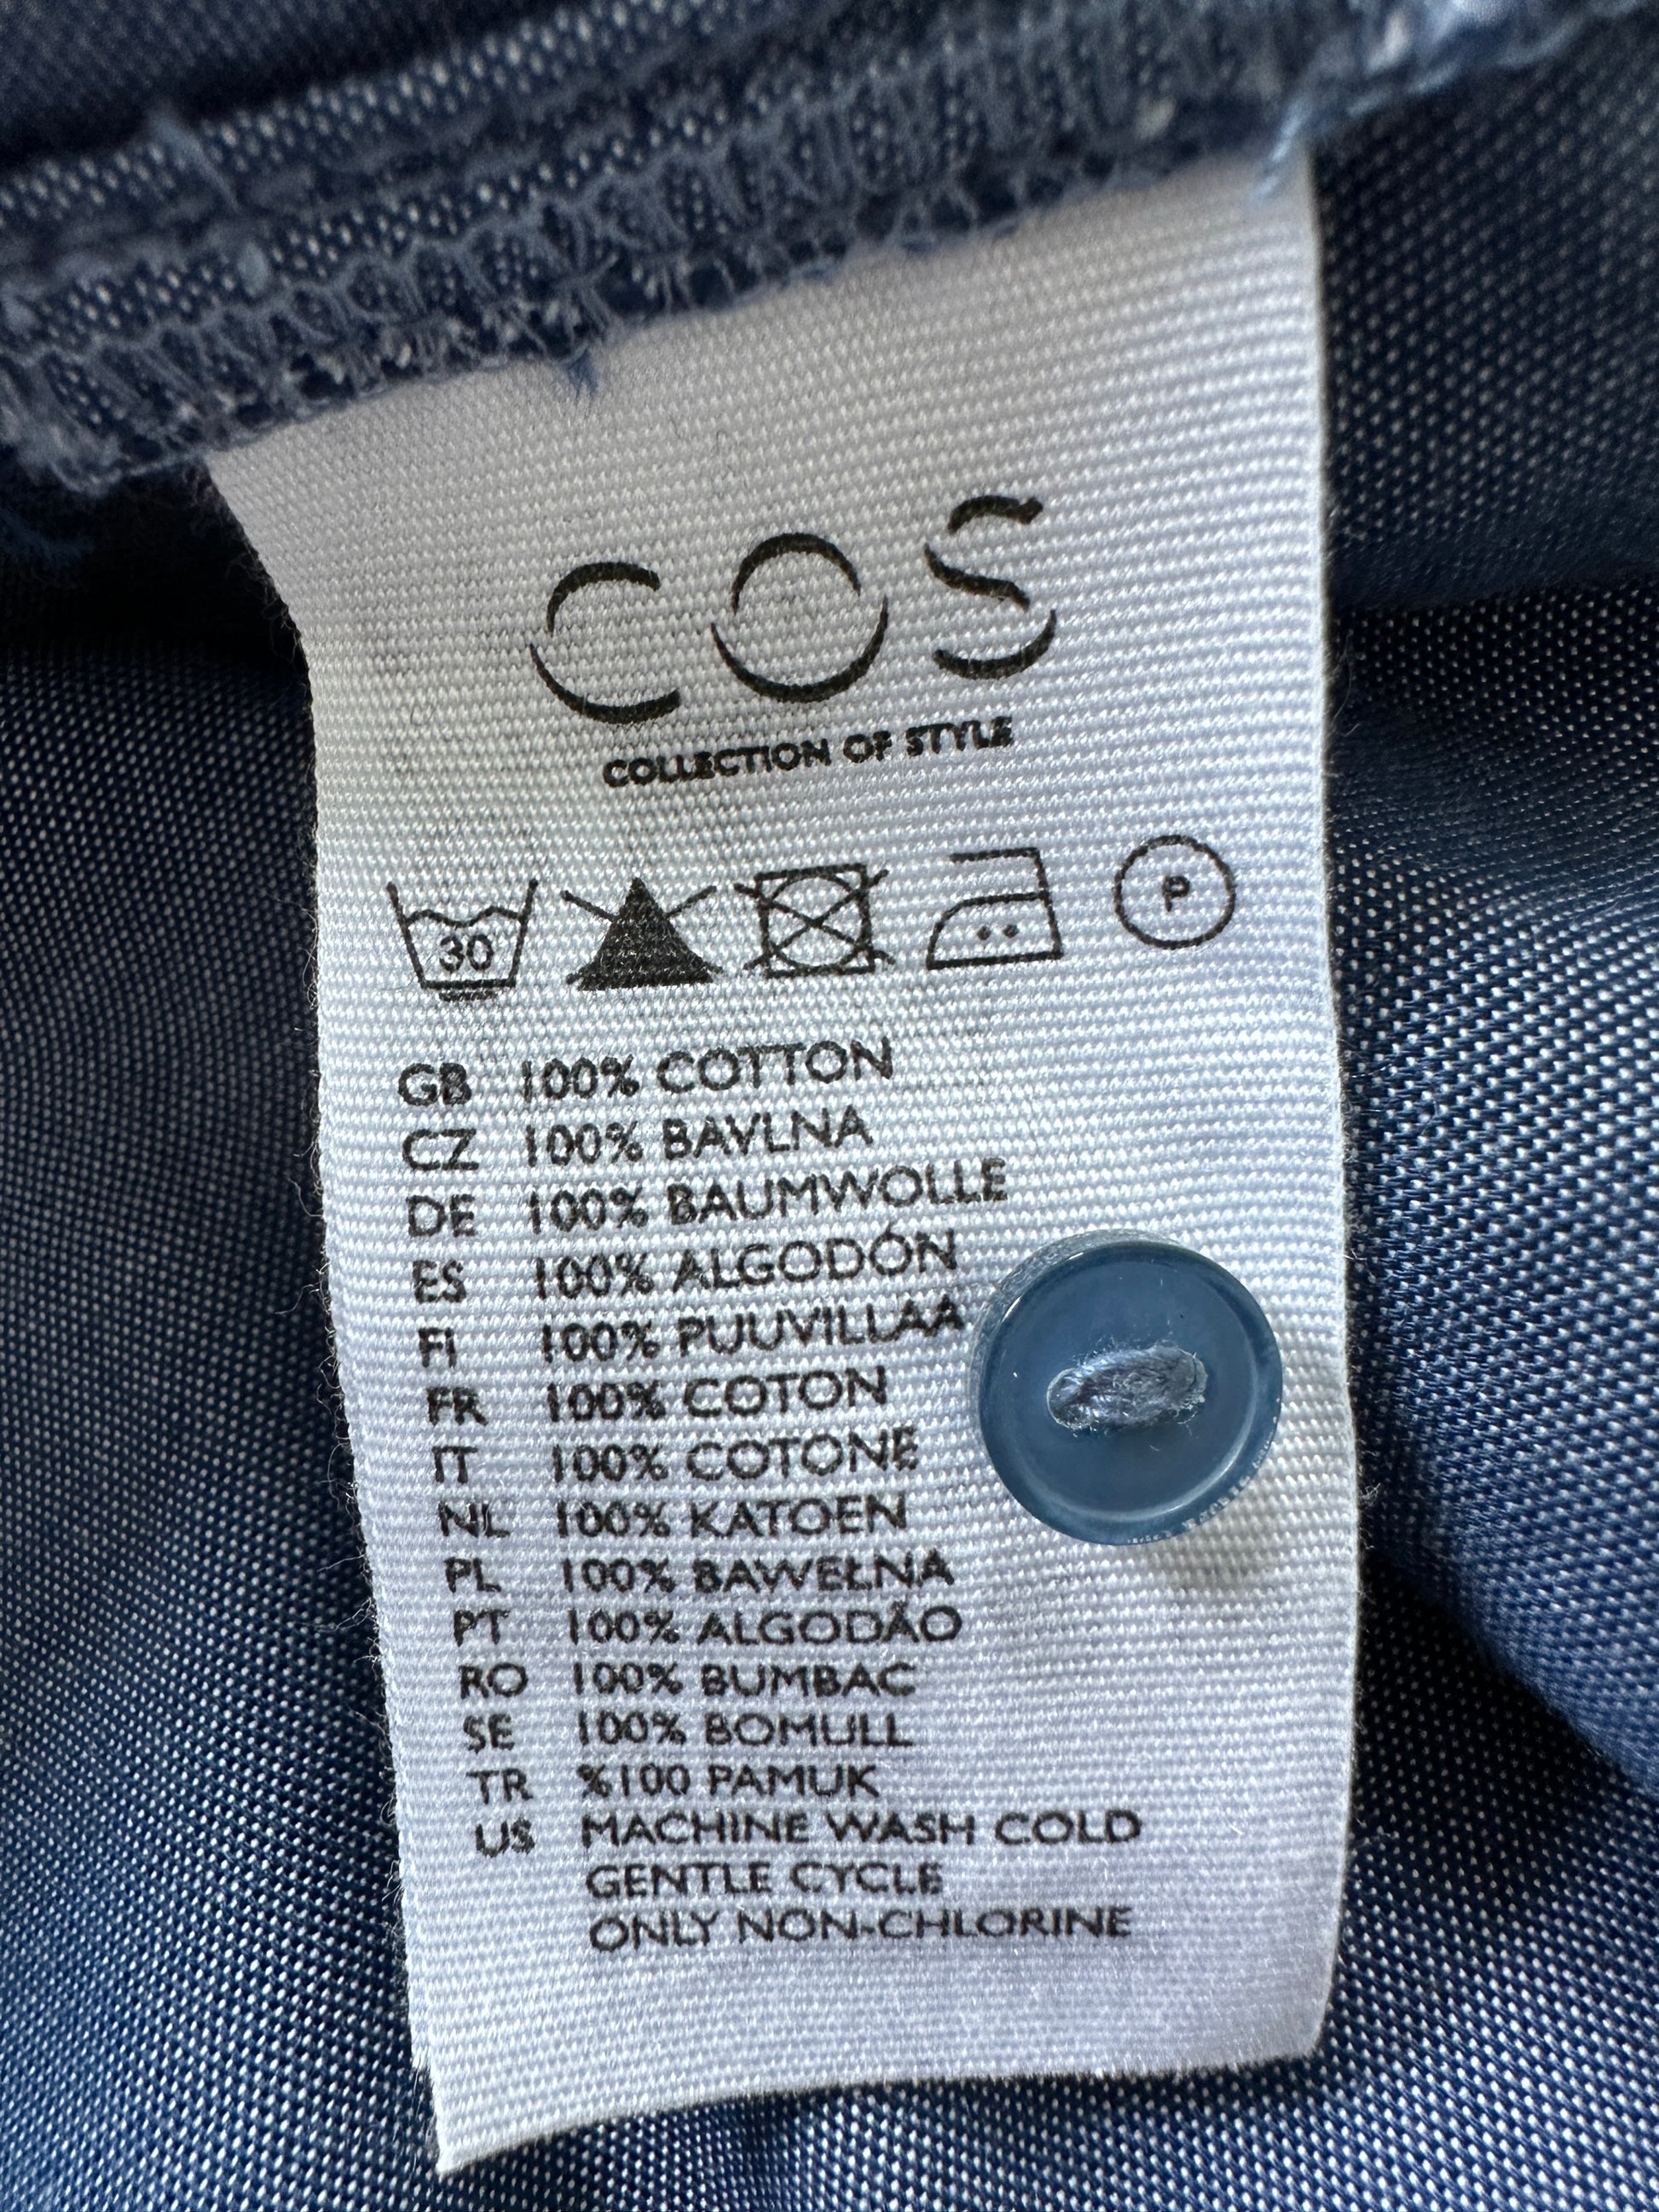 COS
COLLECTION OF STYLE
30 P
GB 100% COTTON
CZ 100% BAVLNA
DE 100% BAUMWOLLE
ES 100% ALGODÓN
FI 100% PUUVILLAA
FR 100% COTON
IT 100% COTONE
NL 100% KATOEN
PL 100% BAWEŁNA
PT 100% ALGODÃO
RO 100% BUMBAC
SE 100% BOMULL
TR %100 PAMUK
US MACHINE WASH COLD
GENTLE CYCLE
ONLY NON-CHLORINE